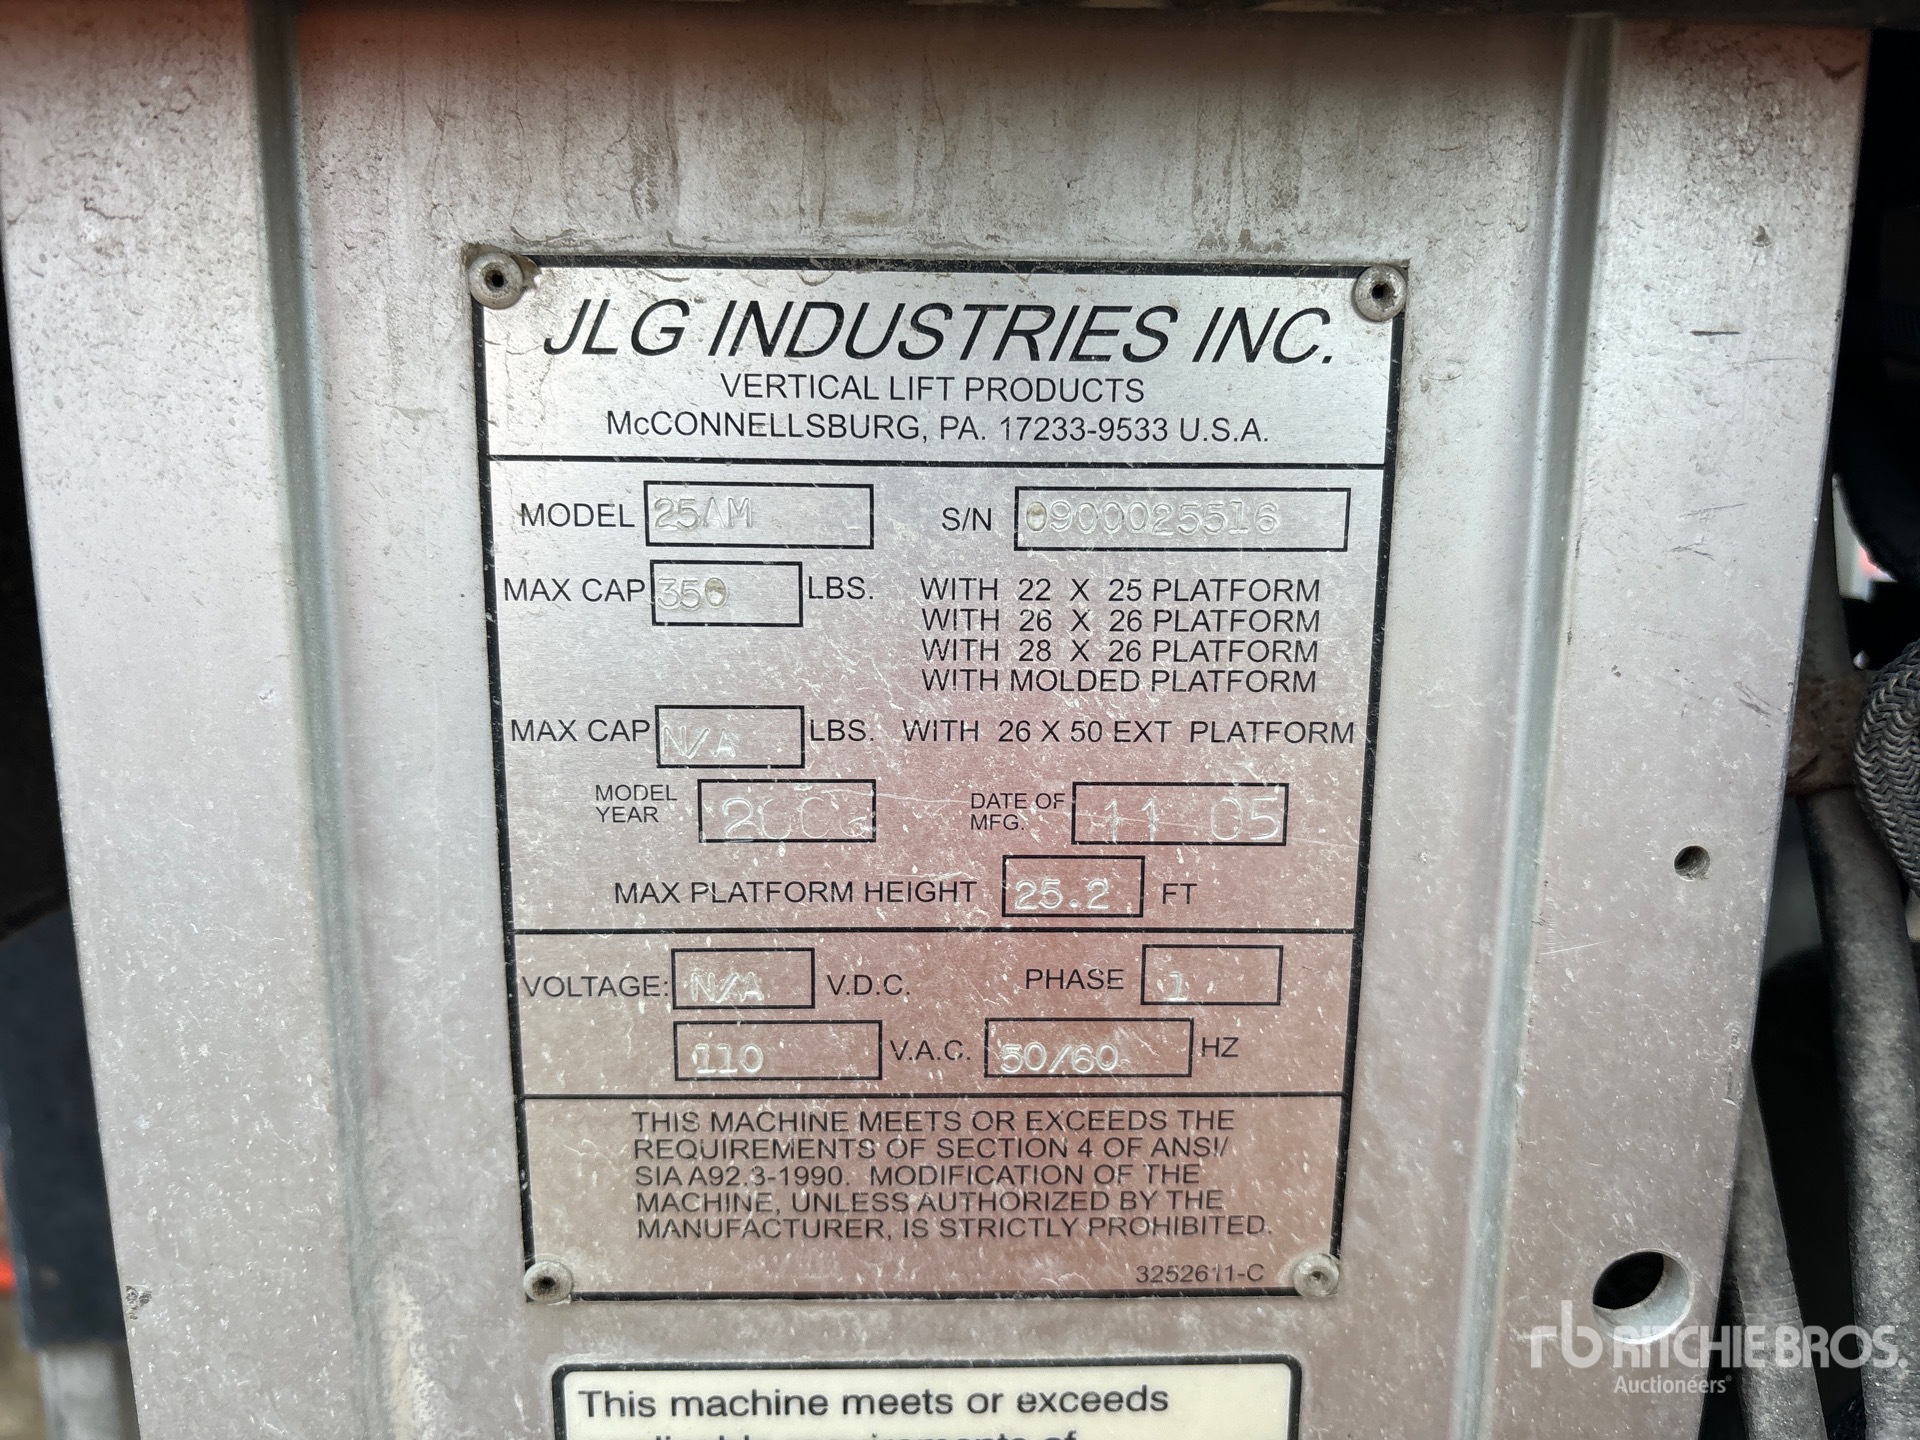 JLG INDUSTRIES INC.
VERTICAL LIFT PRODUCTS
McCONNELLSBURG, PA. 17233-9533 U.S.A.
MODEL 25AM S/N 0900025516
MAX CAP 350 LBS. WITH 22 X 25 PLATFORM
WITH 26 X 26 PLATFORM
WITH 28 X 26 PLATFORM
WITH MOLDED PLATFORM
MAX CAP N/A LBS. WITH 26 X 50 EXT PLATFORM
MODEL YEAR DATE OF MFG. 11 05
MAX PLATFORM HEIGHT 25.2 FT
VOLTAGE: N/A V.D.C. PHASE 1
110 V.A.C. 50/60 HZ
THIS MACHINE MEETS OR EXCEEDS THE
REQUIREMENTS OF SECTION 4 OF ANSI/
SIA A92.3-1990. MODIFICATION OF THE
MACHINE, UNLESS AUTHORIZED BY THE
MANUFACTURER, IS STRICTLY PROHIBITED.
3252611-C
This machine meets or exceeds
rb RITCHIE BROS.
Auctioneers